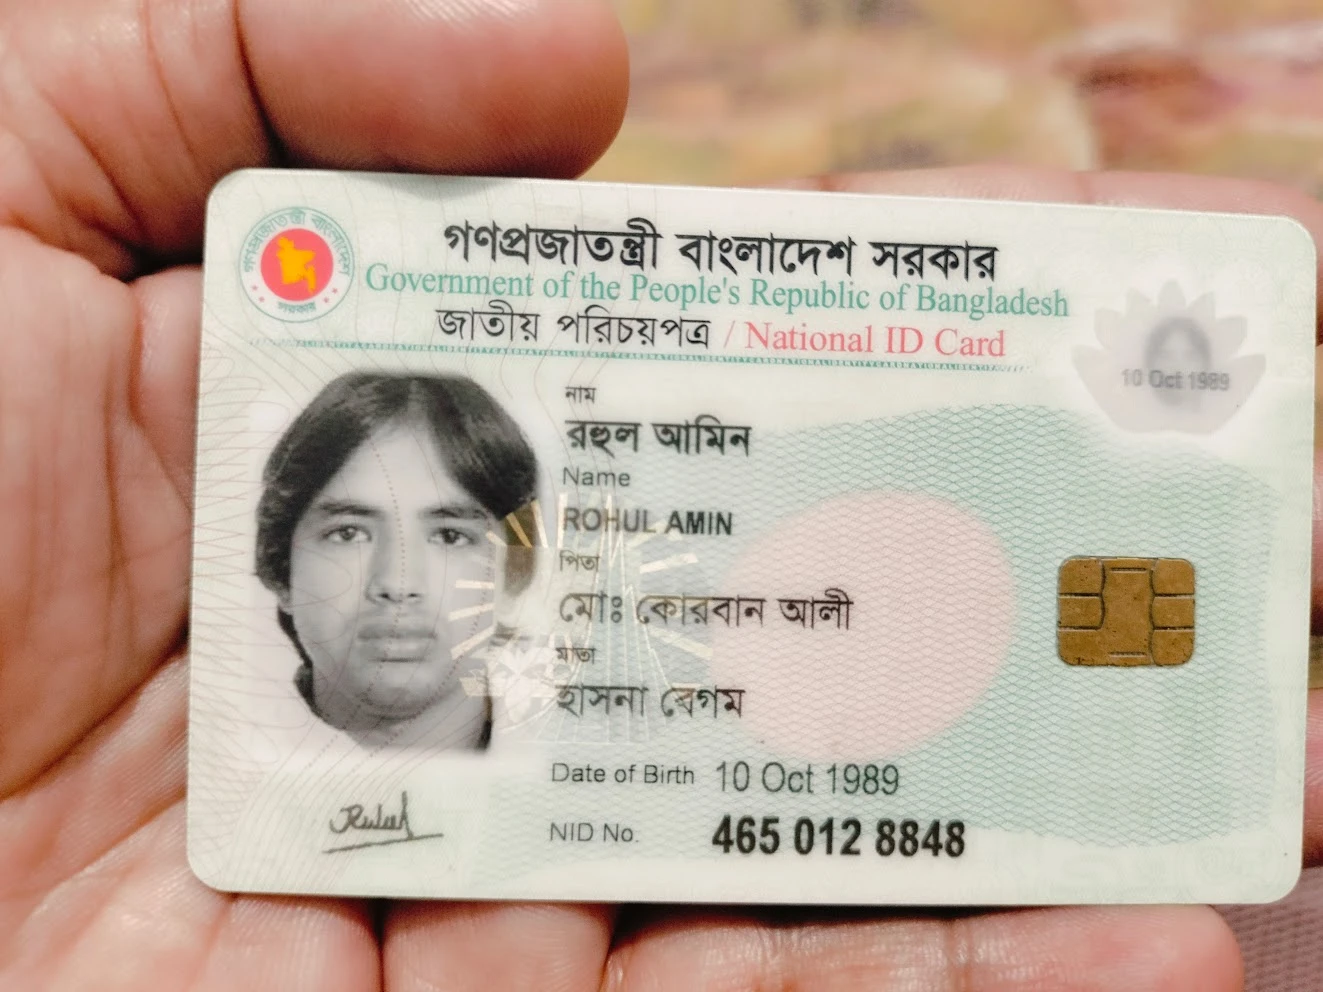 গণপ্রজাতন্ত্রী বাংলাদেশ সরকার
Government of the People's Republic of Bangladesh
জাতীয় পরিচয়পত্র / National ID Card
গণপ্রজাতন্ত্রী বাংলাদেশ
সরকার
10 Oct 1989
নাম
রহুল আমিন
Name
ROHUL AMIN
পিতা
মোঃ কোরবান আলী
মাতা
হাসনা বেগম
Date of Birth 10 Oct 1989
NID No. 465 012 8848